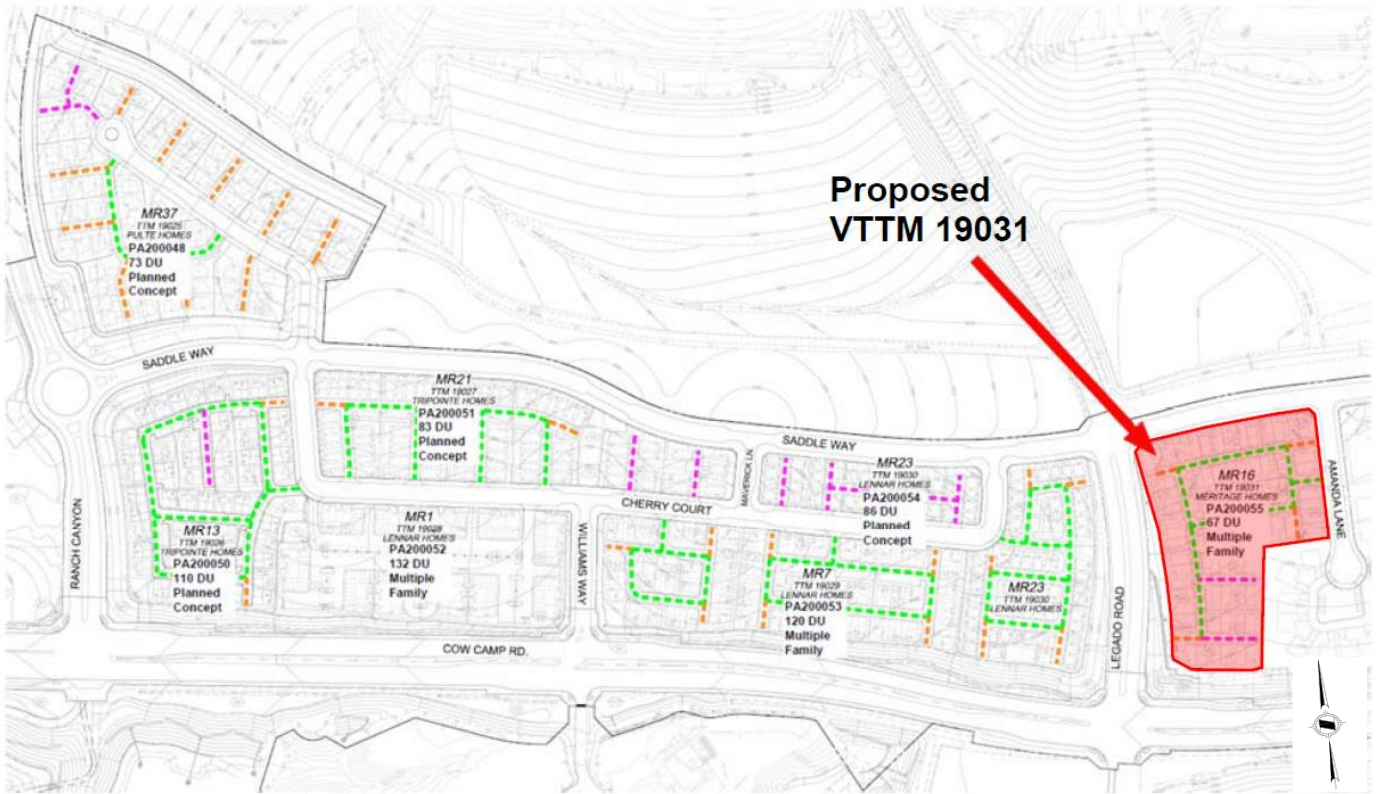 Proposed
VTTM 19031
MR37
TTM 19025
PULTE HOMES
PA200048
73 DU
Planned
Concept
SADDLE WAY
MR21
TTM 19027
TRIPOINTE HOMES
PA200051
83 DU
Planned
Concept
SADDLE WAY
MAVERICK LN.
MR23
TTM 19030
LENNAR HOMES
PA200054
86 DU
Planned
Concept
MR16
TTM 19031
MERITAGE HOMES
PA200055
67 DU
Multiple
Family
AMANDA LANE
RANCH CANYON
MR13
TTM 19026
TRIPOINTE HOMES
PA200050
110 DU
Planned
Concept
MR1
TTM 19028
LENNAR HOMES
PA200052
132 DU
Multiple
Family
WILLIAMS WAY
CHERRY COURT
MR7
TTM 19029
LENNAR HOMES
PA200053
120 DU
Multiple
Family
MR23
TTM 19030
LENNAR HOMES
LEGADO ROAD
COW CAMP RD.